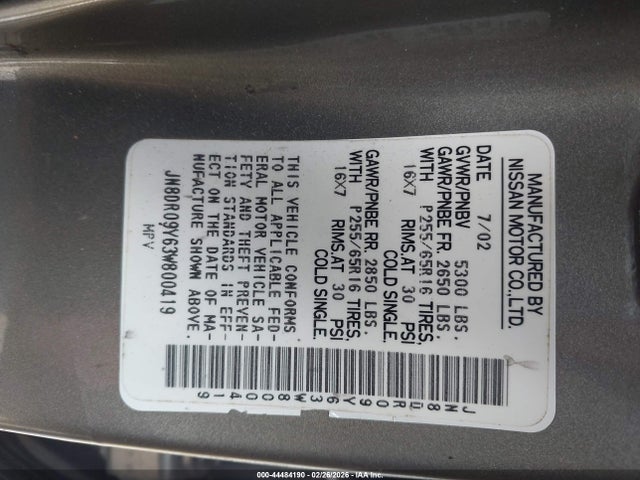 MANUFACTURED BY
NISSAN MOTOR CO.,LTD.
DATE 7/02
GVWR/PNBV 5300 LBS.
GAWR/PNBE FR 2650 LBS.
WITH P255/65R16 TIRES.
16X7 RIMS.AT 30 PSI
COLD SINGLE.
GAWR/PNBE RR 2850 LBS.
WITH P255/65R16 TIRES.
16X7 RIMS.AT 30 PSI
COLD SINGLE.
THIS VEHICLE CONFORMS
TO ALL APPLICABLE FED-
ERAL MOTOR VEHICLE SA-
FETY AND THEFT PREVEN-
TION STANDARDS IN EFF-
ECT ON THE DATE OF MA-
NUFACTURE SHOWN ABOVE.
JN8DR09Y63W800419
MPV
JN8DR09Y63W800419
000-44484190 - 02/26/2026 - IAA Inc.